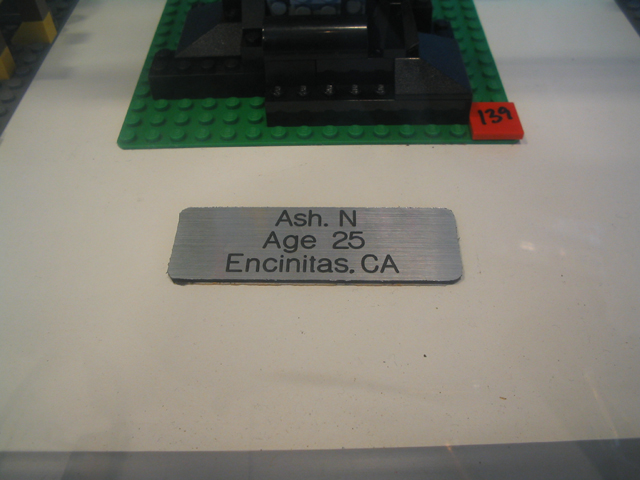 139
Ash. N
Age 25
Encinitas. CA